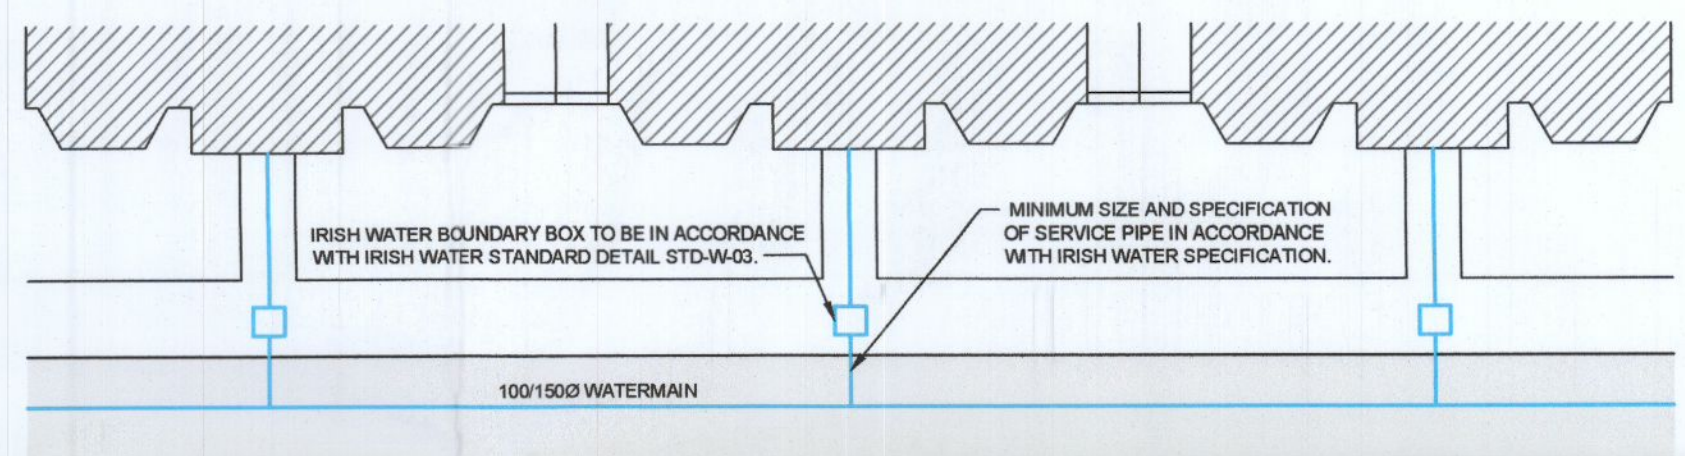 IRISH WATER BOUNDARY BOX TO BE IN ACCORDANCE
WITH IRISH WATER STANDARD DETAIL STD-W-03.
MINIMUM SIZE AND SPECIFICATION
OF SERVICE PIPE IN ACCORDANCE
WITH IRISH WATER SPECIFICATION.
100/150Ø WATERMAIN